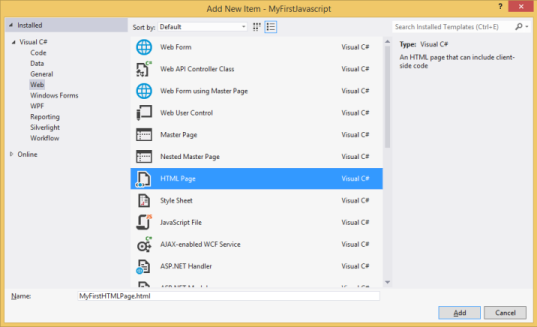 Add New Item - MyFirstJavascript
Installed
Sort by: Default
Search Installed Templates (Ctrl+E)
Visual C#
Code
Data
General
Web
Windows Forms
WPF
Reporting
Silverlight
Workflow
Online
Web Form Visual C#
Web API Controller Class Visual C#
Web Form using Master Page Visual C#
Web User Control Visual C#
Master Page Visual C#
Nested Master Page Visual C#
HTML Page Visual C#
Style Sheet Visual C#
JavaScript File Visual C#
AJAX-enabled WCF Service Visual C#
ASP.NET Handler Visual C#
Type: Visual C#
An HTML page that can include client-
side code
Name: MyFirstHTMLPage.html
Add Cancel